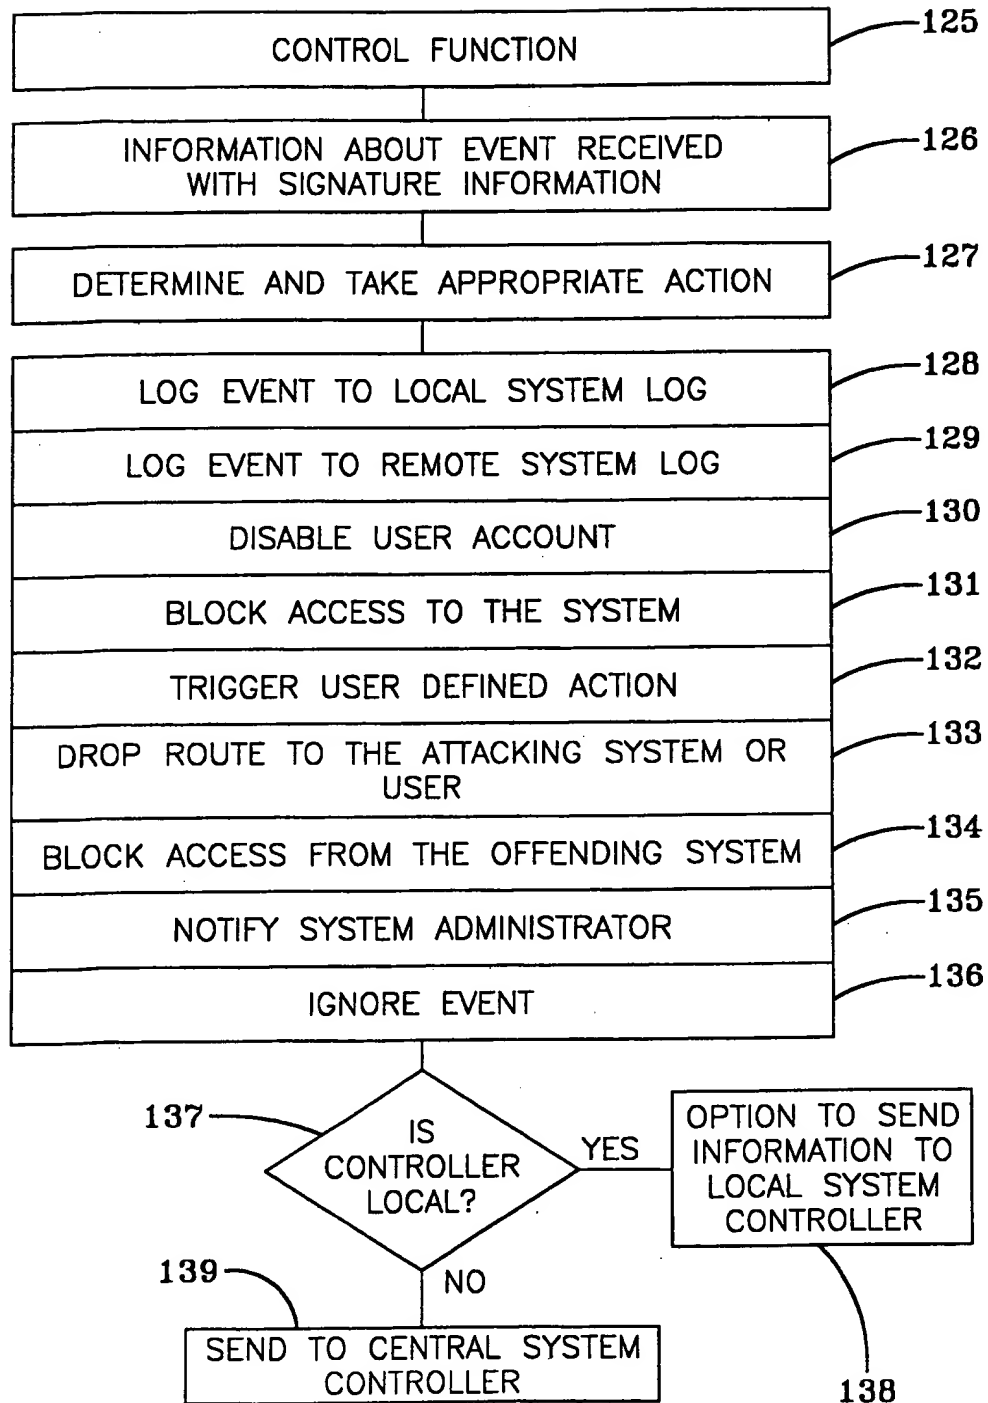 CONTROL FUNCTION
125
INFORMATION ABOUT EVENT RECEIVED
WITH SIGNATURE INFORMATION
126
DETERMINE AND TAKE APPROPRIATE ACTION
127
LOG EVENT TO LOCAL SYSTEM LOG
128
LOG EVENT TO REMOTE SYSTEM LOG
129
DISABLE USER ACCOUNT
130
BLOCK ACCESS TO THE SYSTEM
131
TRIGGER USER DEFINED ACTION
132
DROP ROUTE TO THE ATTACKING SYSTEM OR
USER
133
BLOCK ACCESS FROM THE OFFENDING SYSTEM
134
NOTIFY SYSTEM ADMINISTRATOR
135
IGNORE EVENT
136
137
IS
CONTROLLER
LOCAL?
YES
OPTION TO SEND
INFORMATION TO
LOCAL SYSTEM
CONTROLLER
138
NO
139
SEND TO CENTRAL SYSTEM
CONTROLLER